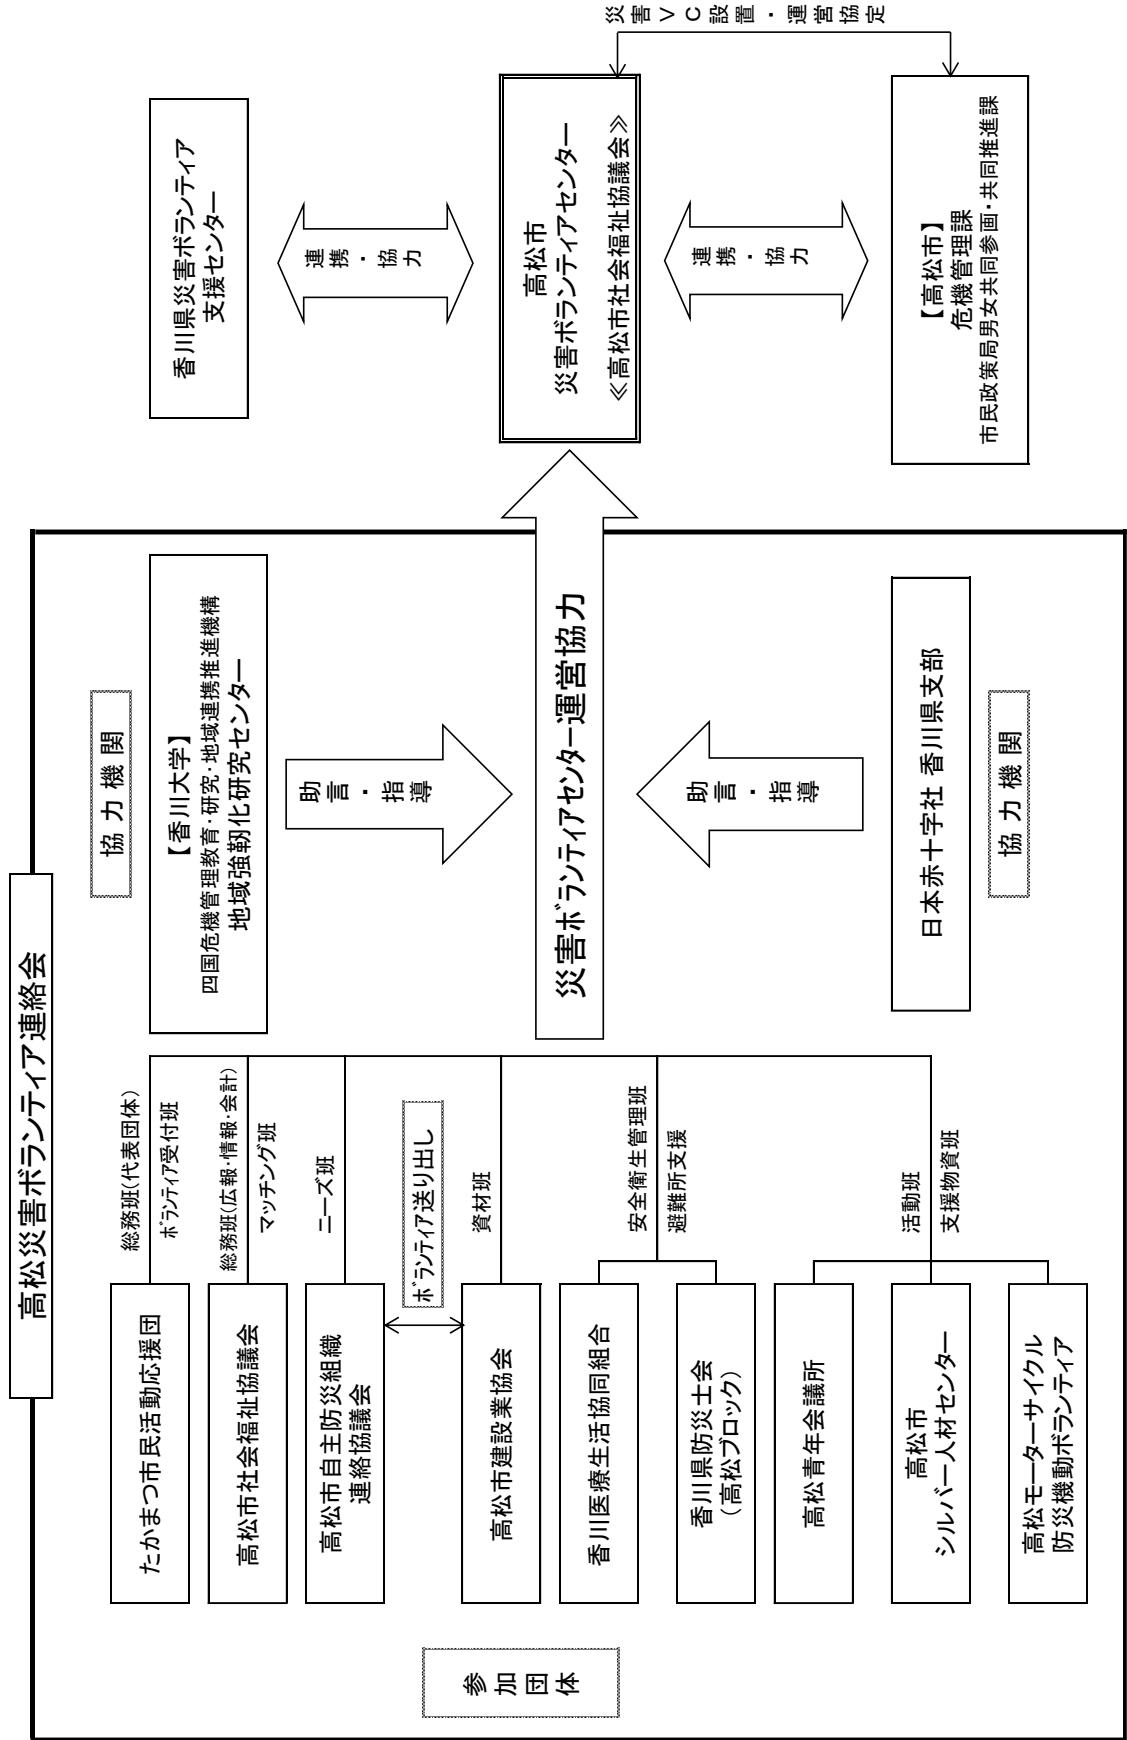 高松災害ボランティア連絡会
参加団体
たかまつ市民活動応援団
総務班(代表団体)
ボランティア受付班
高松市社会福祉協議会
総務班(広報・情報・会計)
マッチング班
高松市自主防災組織
連絡協議会
ニーズ班
ボランティア送り出し
高松市建設業協会
資材班
香川医療生活協同組合
香川県防災士会
(高松ブロック)
安全衛生管理班
避難所支援
高松青年会議所
高松市
シルバー人材センター
高松モーターサイクル
防災機動ボランティア
活動班
支援物資班
協力機関
【香川大学】
四国危機管理教育・研究・地域連携推進機構
地域強靭化研究センター
助言・指導
災害ボランティアセンター運営協力
助言・指導
日本赤十字社 香川県支部
協力機関
香川県災害ボランティア
支援センター
連携・協力
高松市
災害ボランティアセンター
≪高松市社会福祉協議会≫
連携・協力
【高松市】
危機管理課
市民政策局男女共同参画・共同推進課
災害VC設置・運営協定